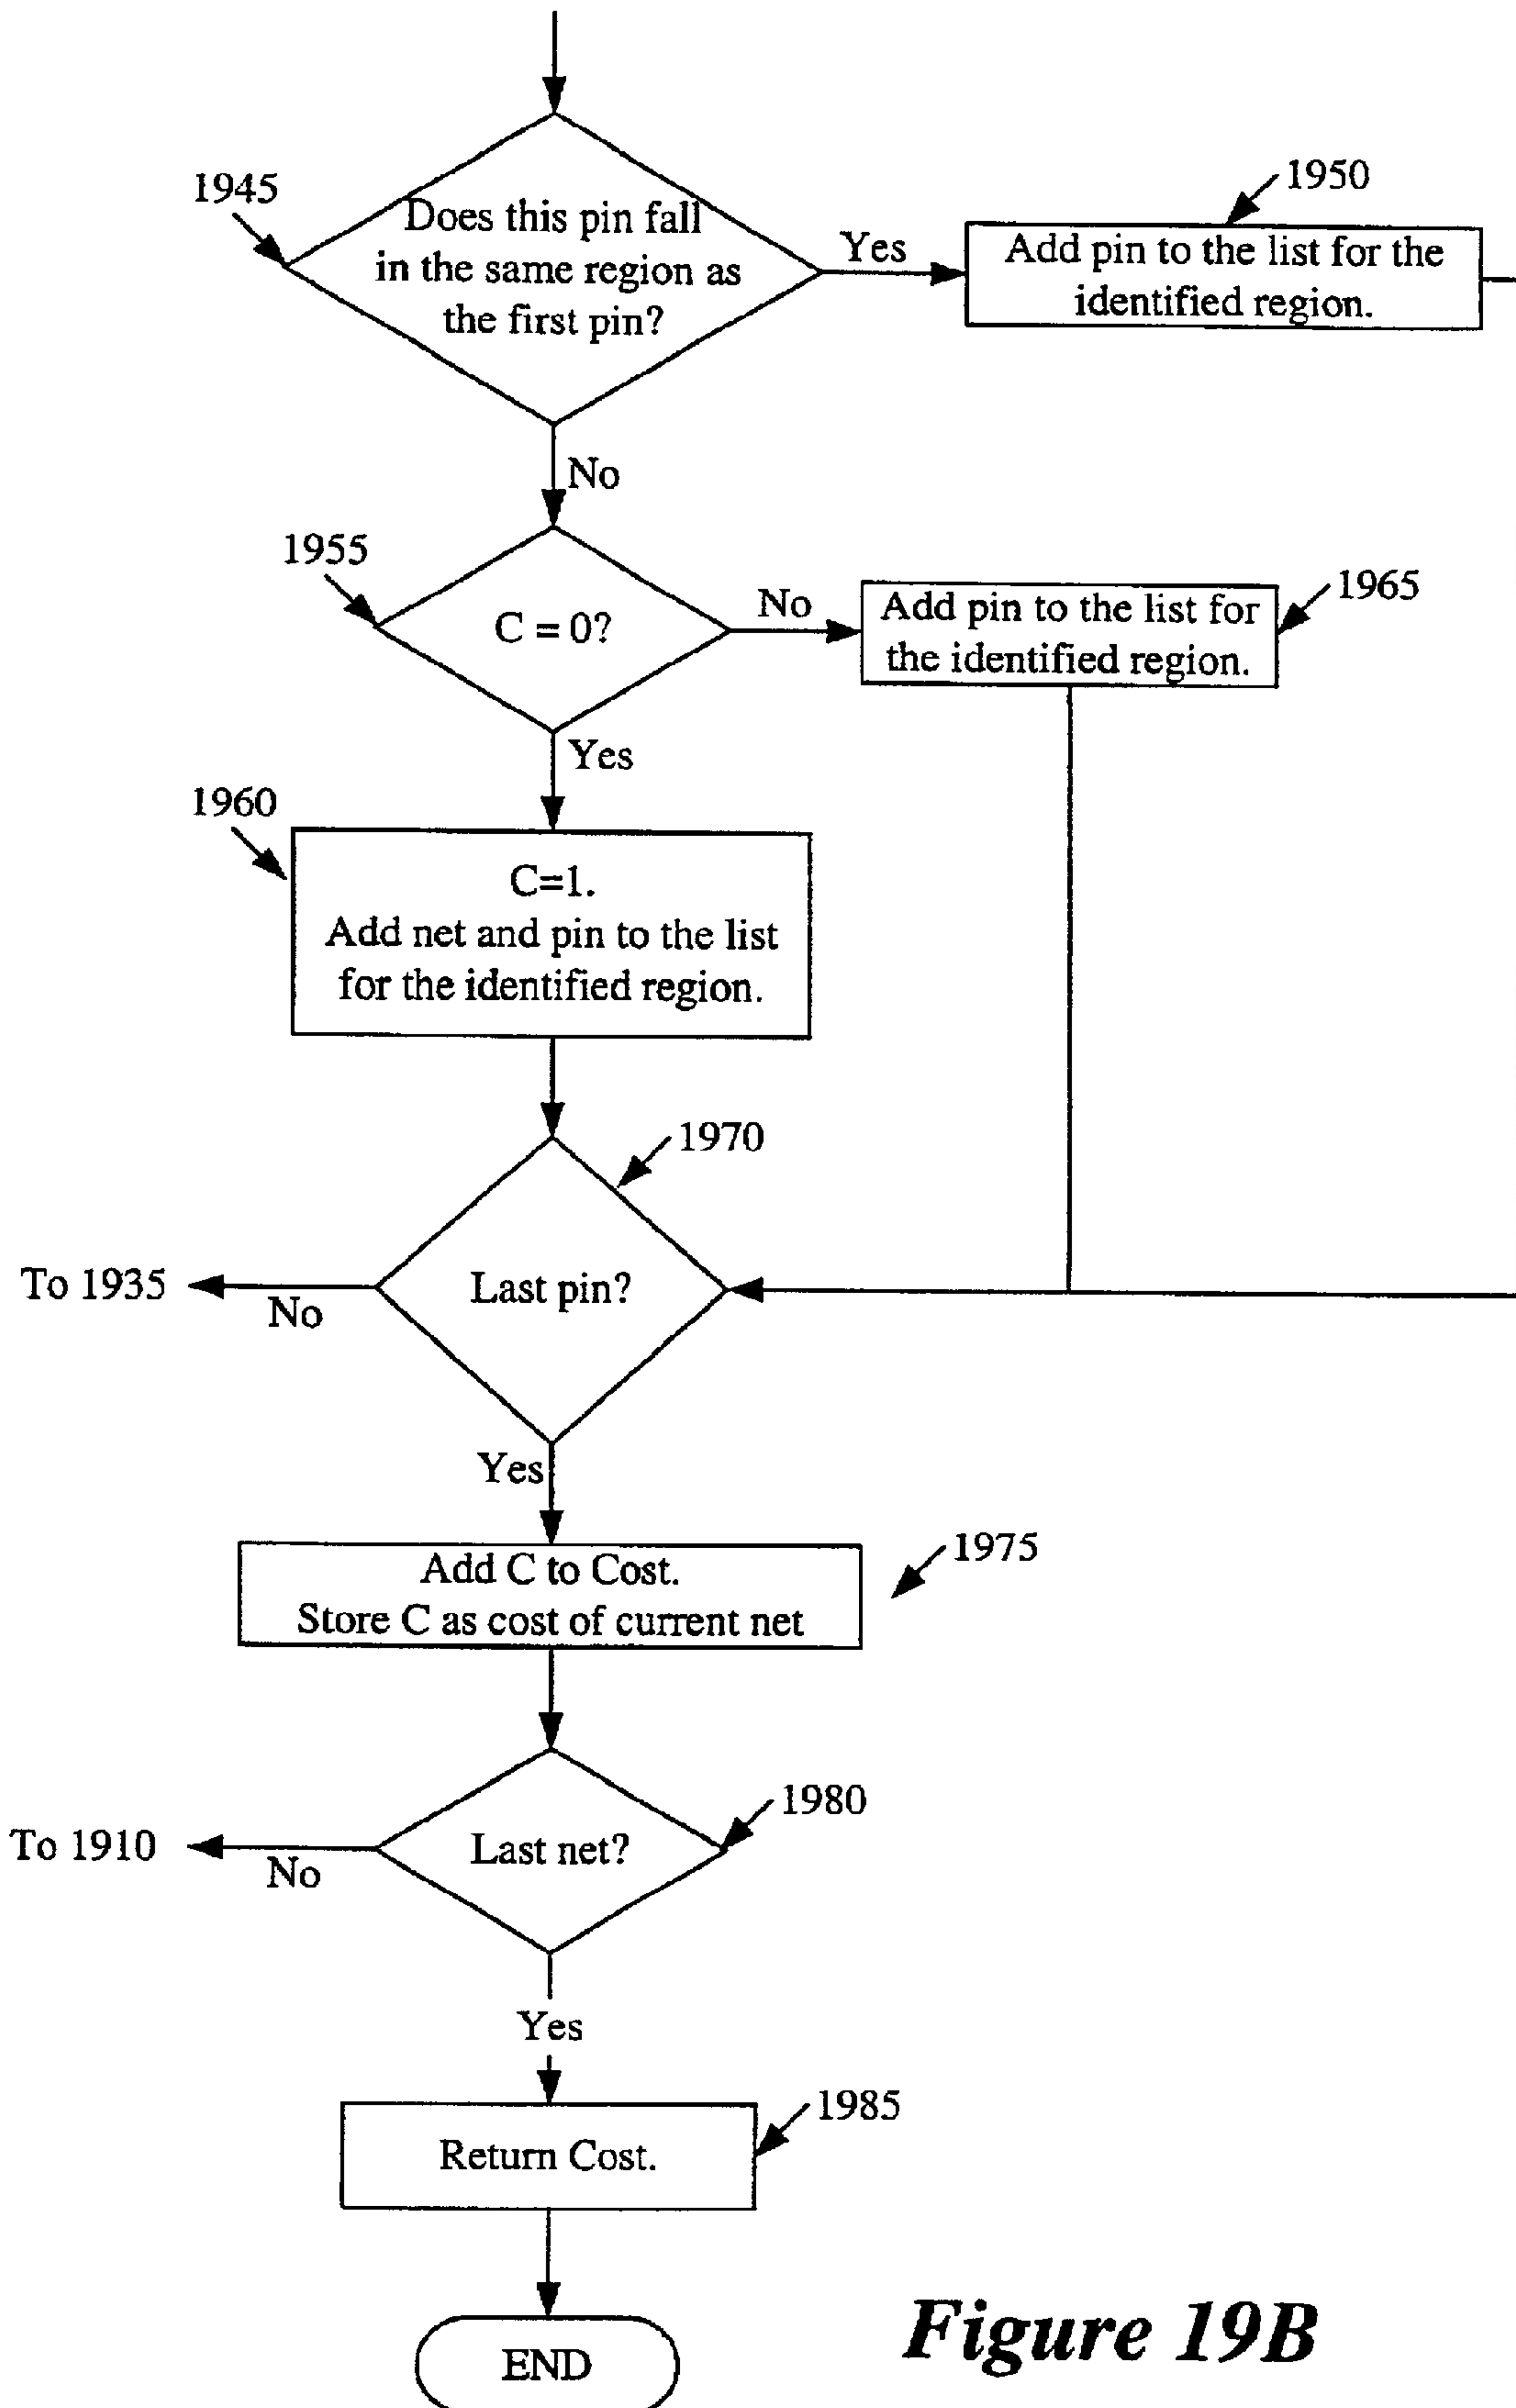 1945
Does this pin fall
in the same region as
the first pin?
Yes
1950
Add pin to the list for the
identified region.
No
1955
C = 0?
No
1965
Add pin to the list for
the identified region.
Yes
1960
C=1.
Add net and pin to the list
for the identified region.
1970
Last pin?
To 1935
No
Yes
1975
Add C to Cost.
Store C as cost of current net
1980
Last net?
To 1910
No
Yes
1985
Return Cost.
END
Figure 19B